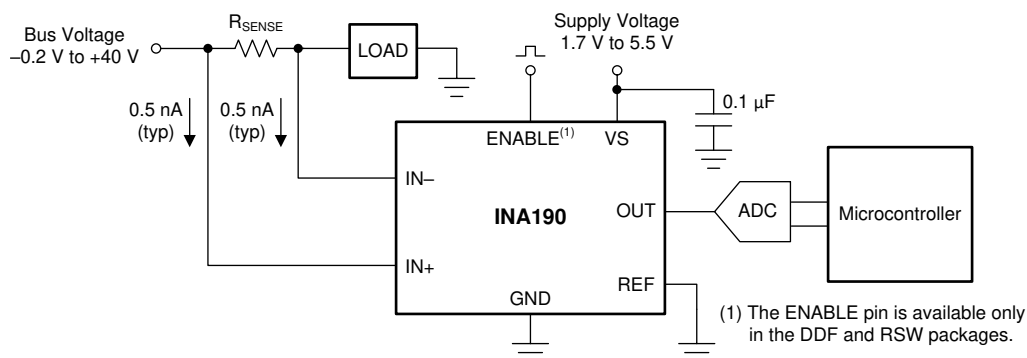 Bus Voltage
–0.2 V to +40 V
RSENSE
LOAD
Supply Voltage
1.7 V to 5.5 V
0.5 nA
(typ)
0.5 nA
(typ)
0.1 µF
ENABLE(1)
VS
IN–
INA190
OUT
ADC
Microcontroller
IN+
REF
GND
(1) The ENABLE pin is available only
in the DDF and RSW packages.